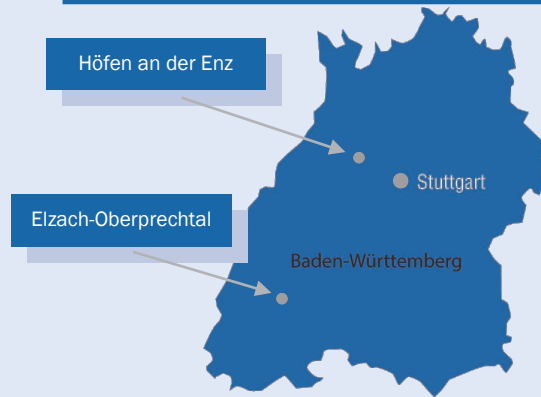 Höfen an der Enz
Stuttgart
Elzach-Oberprechtal
Baden-Württemberg